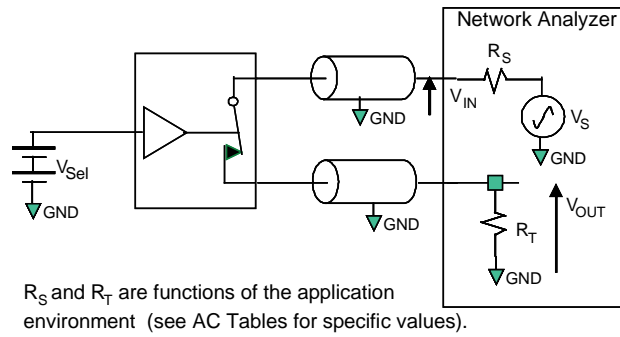 Network Analyzer
R_S
V_IN
GND
V_S
GND
V_Sel
GND
GND
V_OUT
R_T
GND
R_S and R_T are functions of the application
environment (see AC Tables for specific values).